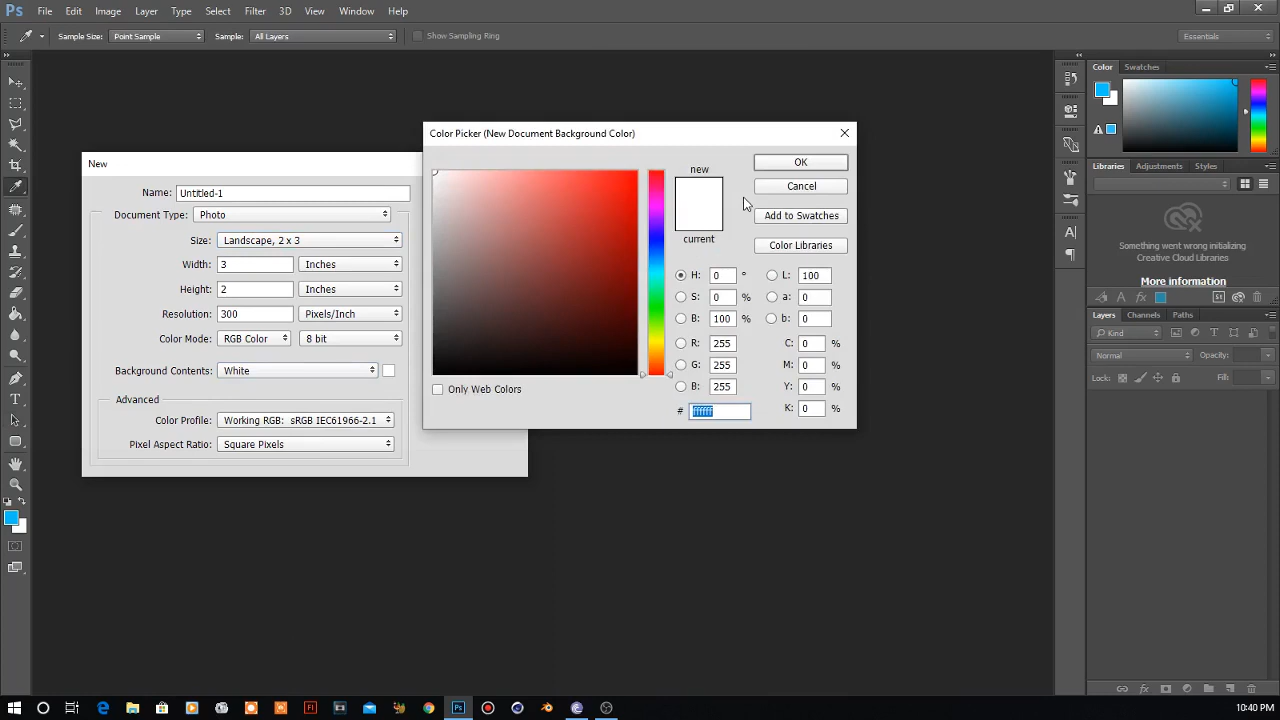 Ps File Edit Image Layer Type Select Filter 3D View Window Help
Sample Size: Point Sample Sample: All Layers Show Sampling Ring Essentials
Color Swatches
Color Picker (New Document Background Color)
New
new
OK
Cancel
Add to Swatches
current
Color Libraries
Name: Untitled-1
Document Type: Photo
Size: Landscape, 2 x 3
Width: 3 Inches
Height: 2 Inches
Resolution: 300 Pixels/Inch
Color Mode: RGB Color 8 bit
Background Contents: White
Advanced
Color Profile: Working RGB: sRGB IEC61966-2.1
Pixel Aspect Ratio: Square Pixels
H: 0 ° L: 100
S: 0 % a: 0
B: 100 % b: 0
R: 255 C: 0 %
G: 255 M: 0 %
B: 255 Y: 0 %
# ffffff K: 0 %
Only Web Colors
Libraries Adjustments Styles
Something went wrong initializing
Creative Cloud Libraries
More information
Layers Channels Paths
Kind
Normal Opacity:
Lock: Fill:
10:40 PM